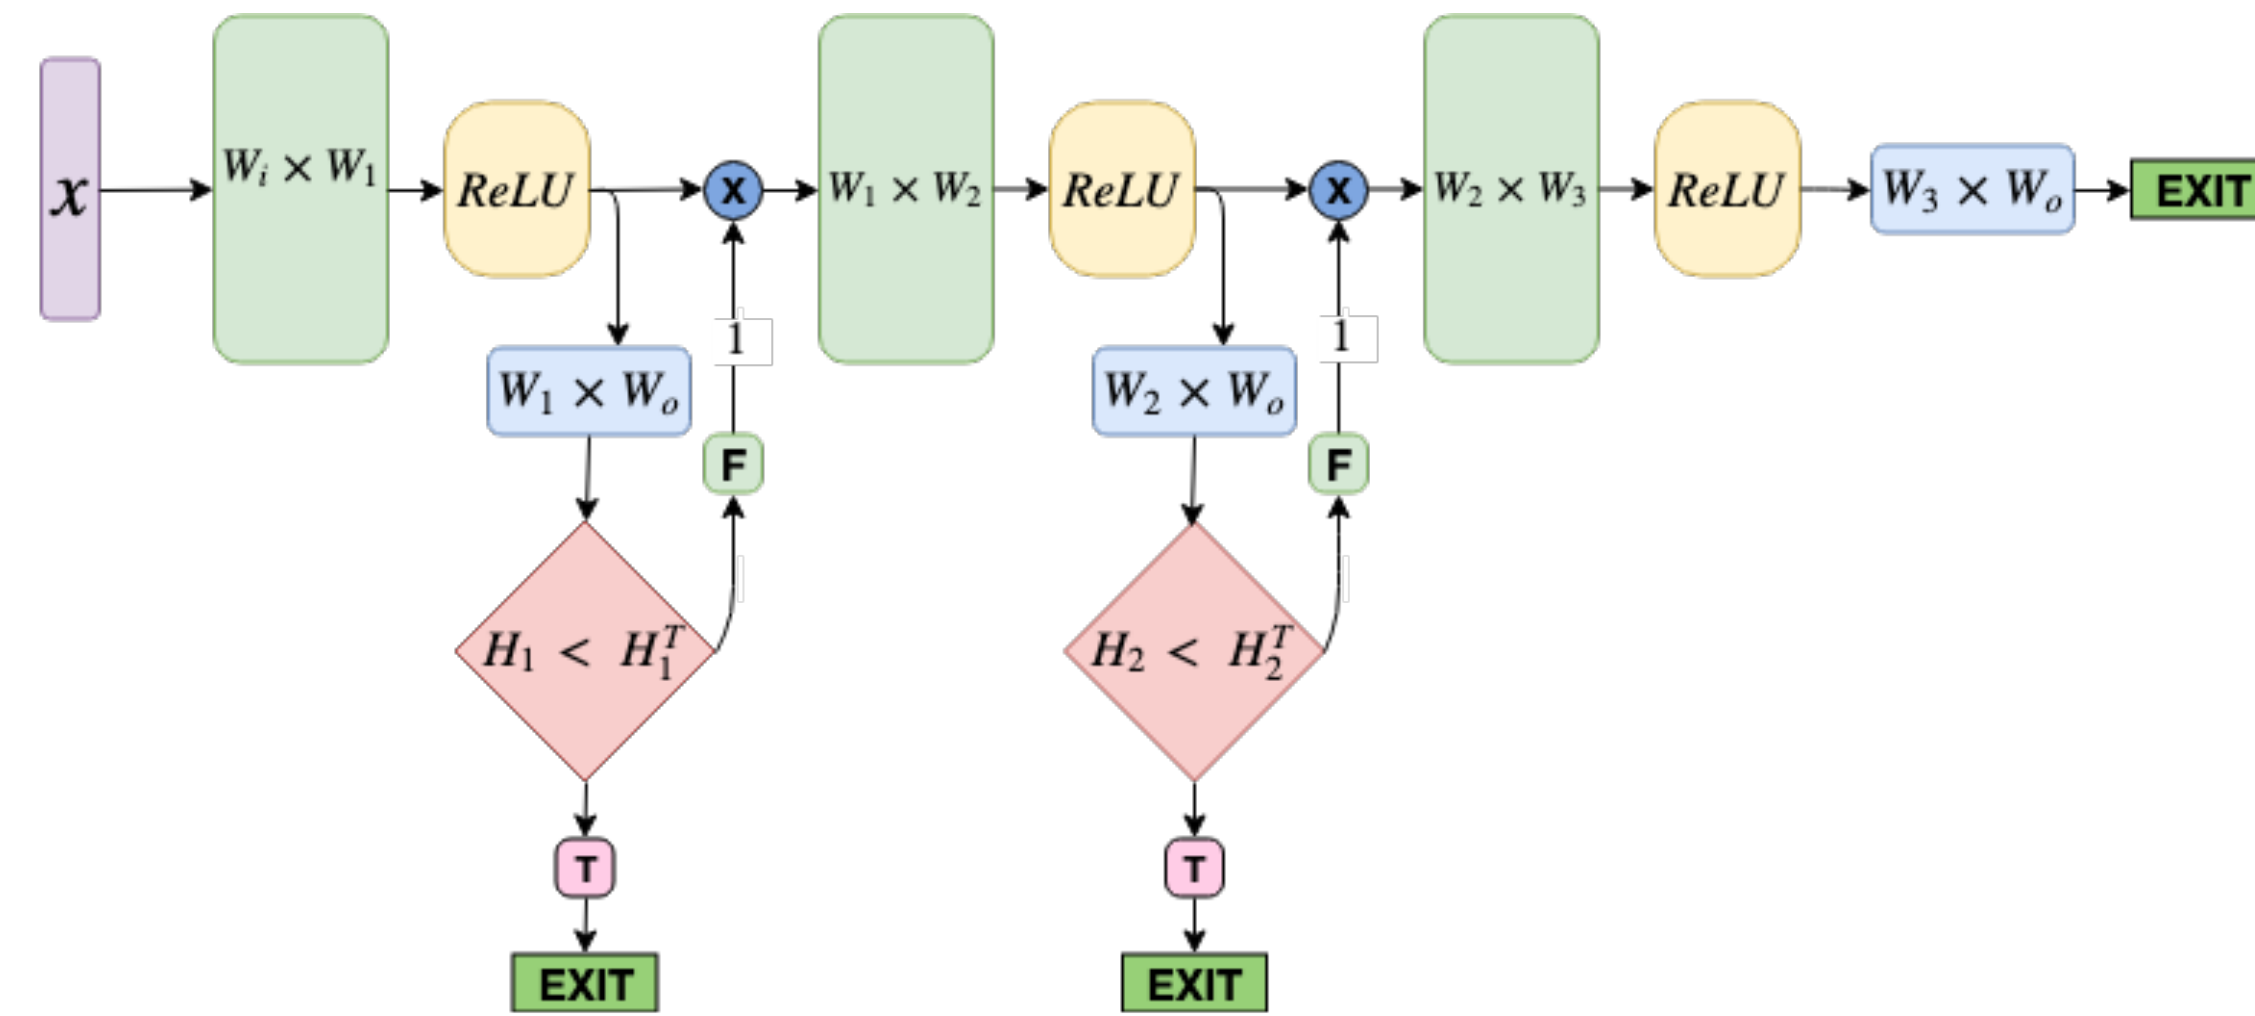 x
W_i × W_1
ReLU
X
W_1 × W_2
ReLU
X
W_2 × W_3
ReLU
W_3 × W_o
EXIT
W_1 × W_o
1
F
H_1 < H_1^T
T
EXIT
W_2 × W_o
1
F
H_2 < H_2^T
T
EXIT